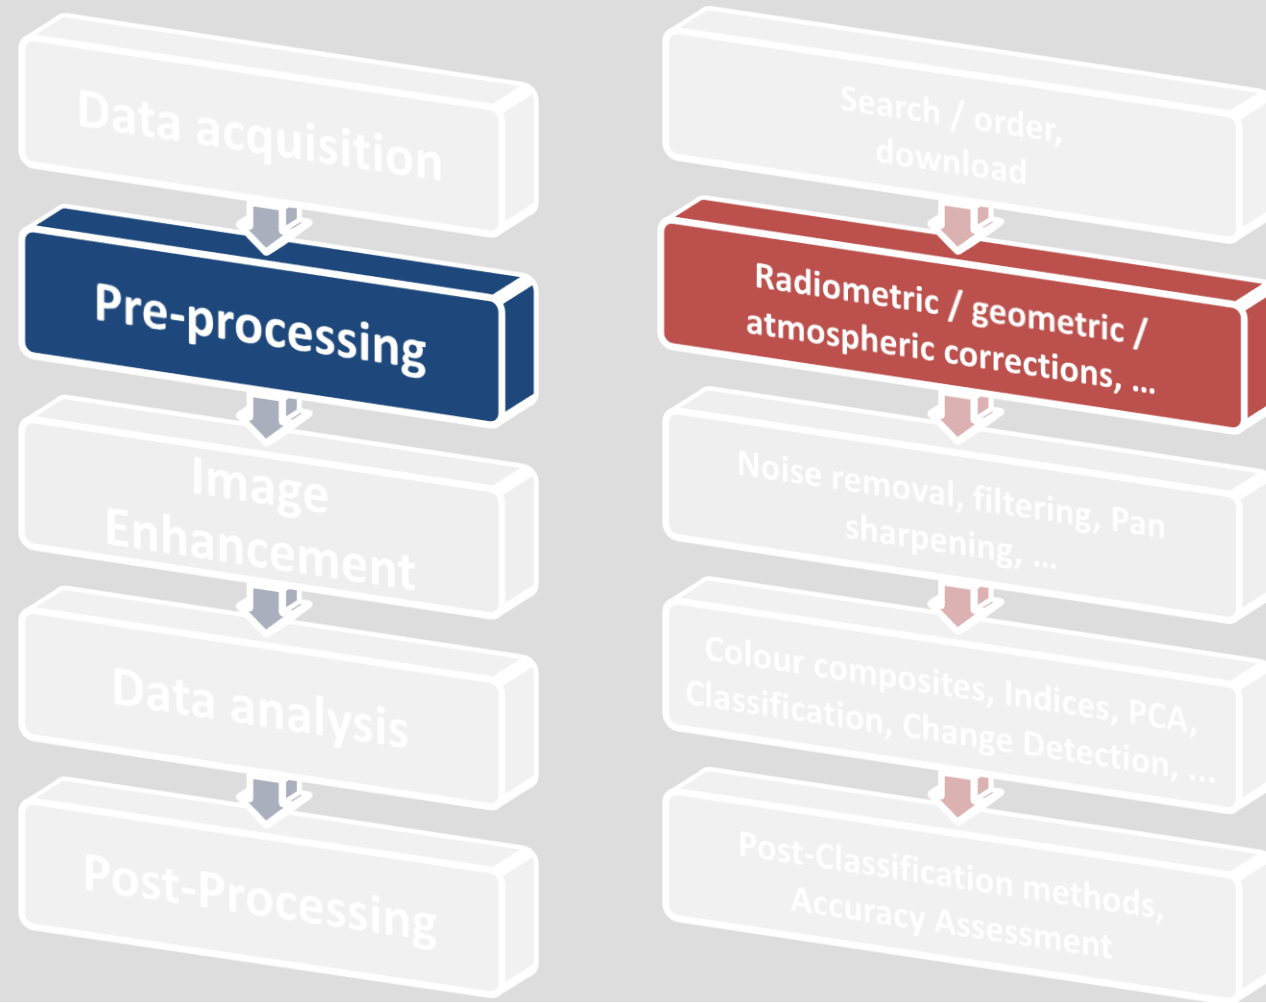 Data acquisition
Search / order,
download
Pre-processing
Radiometric / geometric /
atmospheric corrections, ...
Image
Enhancement
Noise removal, filtering, Pan
sharpening, ...
Data analysis
Colour composites, Indices, PCA,
Classification, Change Detection, ...
Post-Processing
Post-Classification methods,
Accuracy Assessment